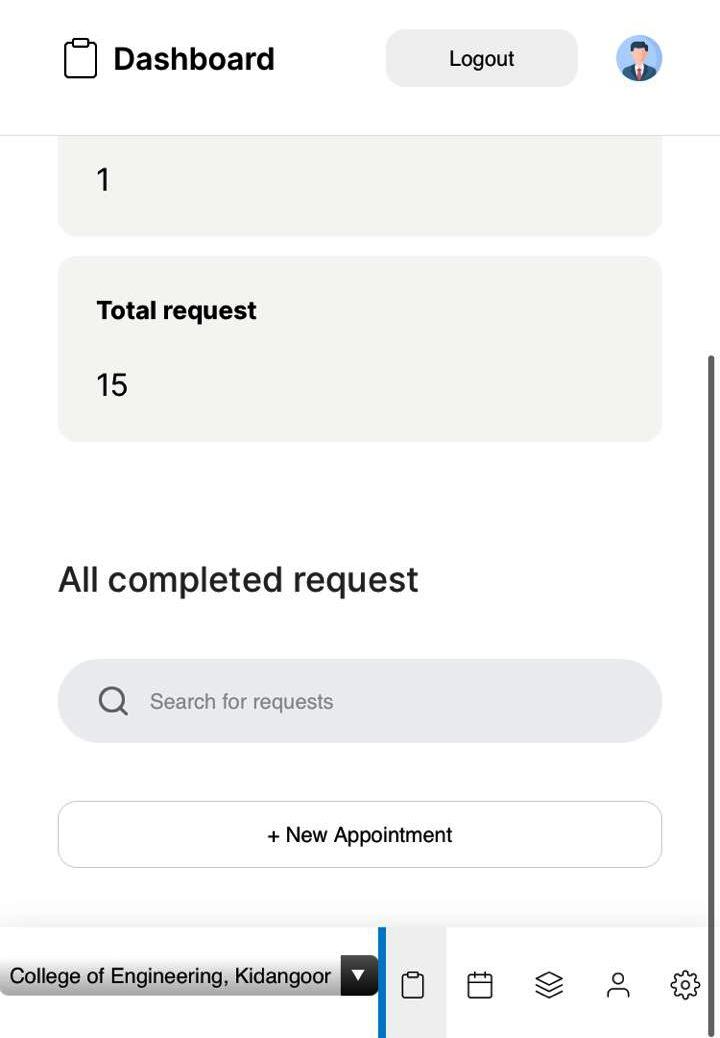 Dashboard
Logout
1
Total request
15
All completed request
Search for requests
+ New Appointment
College of Engineering, Kidangoor